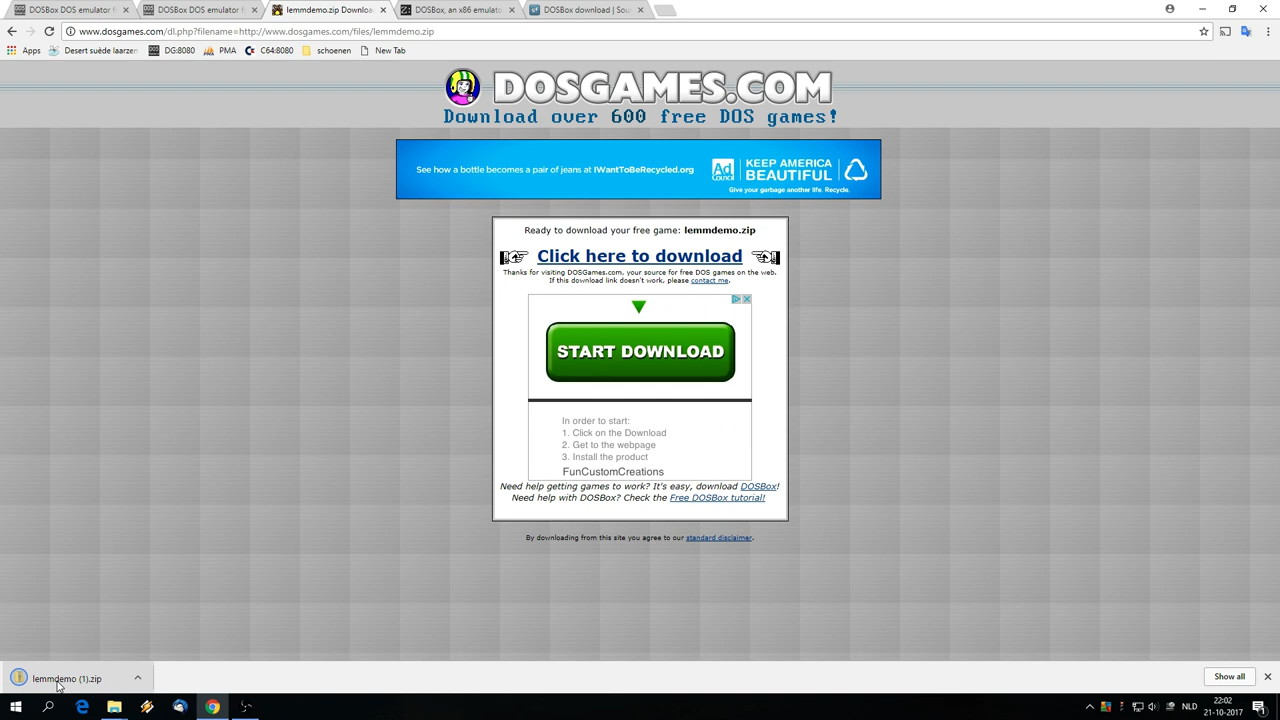 DOSBox DOS emulator f
DOSBox DOS emulator f
lemmdemo.zip Downloa
DOSBox, an x86 emulato
DOSBox download | Sou
www.dosgames.com/dl.php?filename=http://www.dosgames.com/files/lemmdemo.zip
Apps
Desert suède laarzen
DG:8080
PMA
C64:8080
schoenen
New Tab
DOSGAMES.COM
Download over 600 free DOS games!
See how a bottle becomes a pair of jeans at IWantToBeRecycled.org
Ad
COUNCIL
KEEP AMERICA
BEAUTIFUL
Give your garbage another life. Recycle.
Ready to download your free game: lemmdemo.zip
Click here to download
Thanks for visiting DOSGames.com, your source for free DOS games on the web.
If this download link doesn't work, please contact me.
START DOWNLOAD
In order to start:
1. Click on the Download
2. Get to the webpage
3. Install the product
FunCustomCreations
Need help getting games to work? It's easy, download DOSBox!
Need help with DOSBox? Check the Free DOSBox tutorial!
By downloading from this site you agree to our standard disclaimer.
lemmdemo (1).zip
Show all
NLD
22:02
21-10-2017